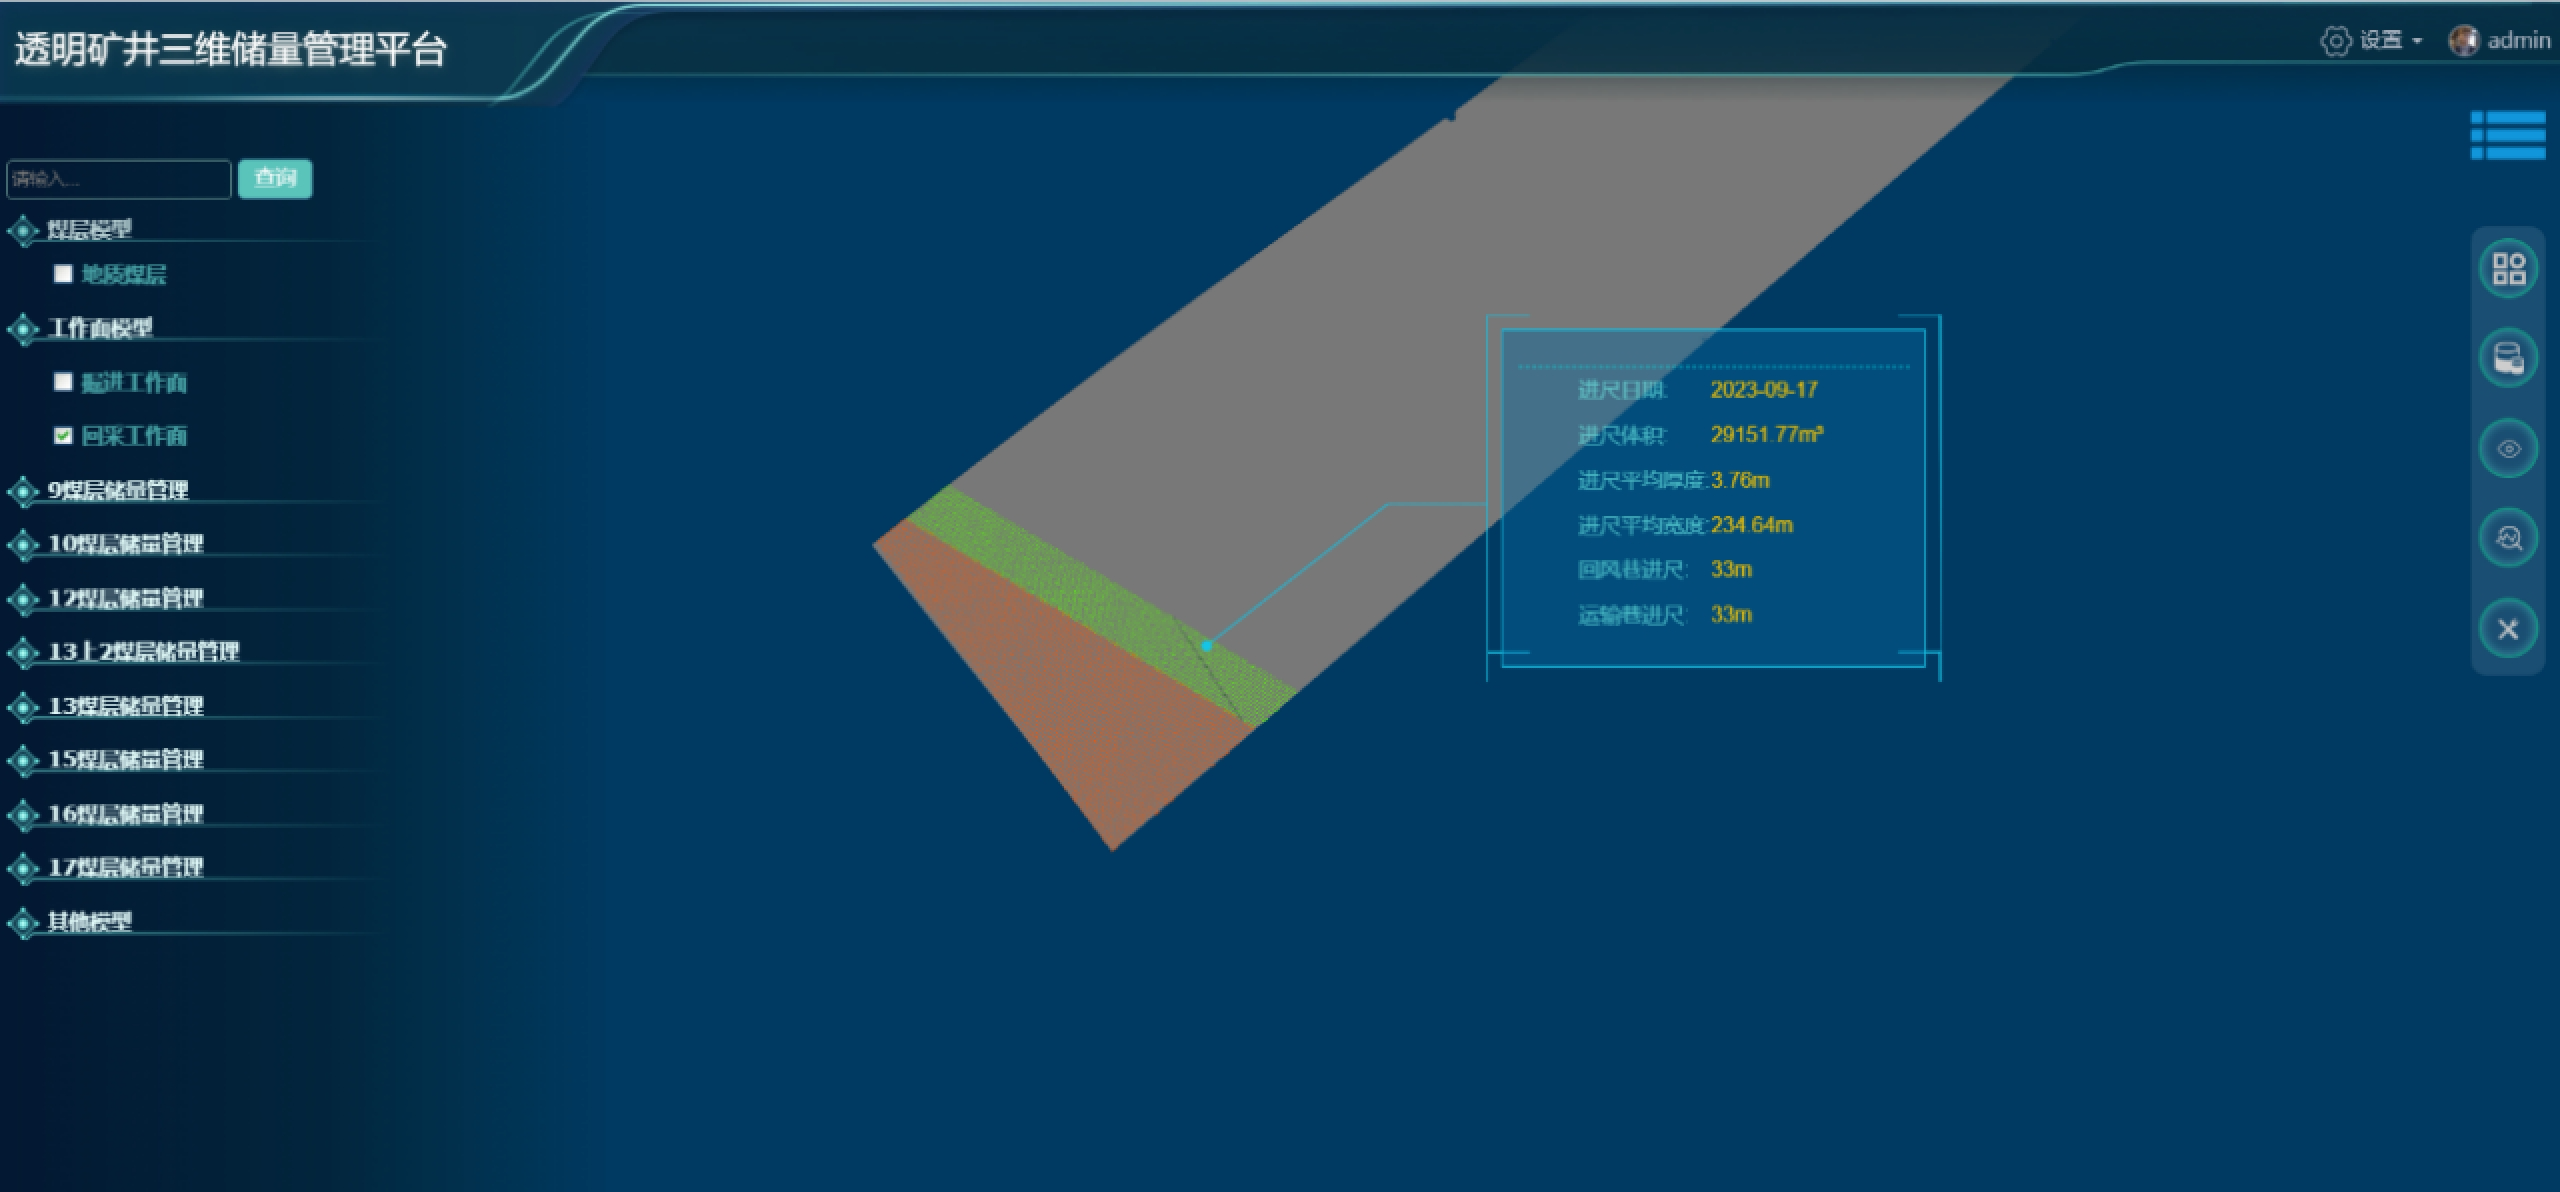 透明矿井三维储量管理平台
设置
admin
请输入...
查询
煤层模型
地质煤层
工作面模型
掘进工作面
回采工作面
9煤层储量管理
10煤层储量管理
12煤层储量管理
13上2煤层储量管理
13煤层储量管理
15煤层储量管理
16煤层储量管理
17煤层储量管理
其他模型
进尺日期: 2023-09-17
进尺体积: 29151.77m³
进尺平均厚度: 3.76m
进尺平均宽度: 234.64m
回风巷进尺: 33m
运输巷进尺: 33m